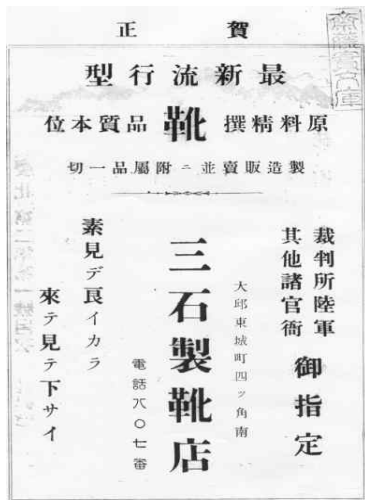 賀正
最新流行型
原料精撰 靴 品質本位
製造販賣並ニ附屬品一切
裁判所陸軍
其他諸官衙
御指定
大邱東城町四ツ角南
三石製靴店
電話八〇七番
素見デ良イカラ
來テ見テ下サイ